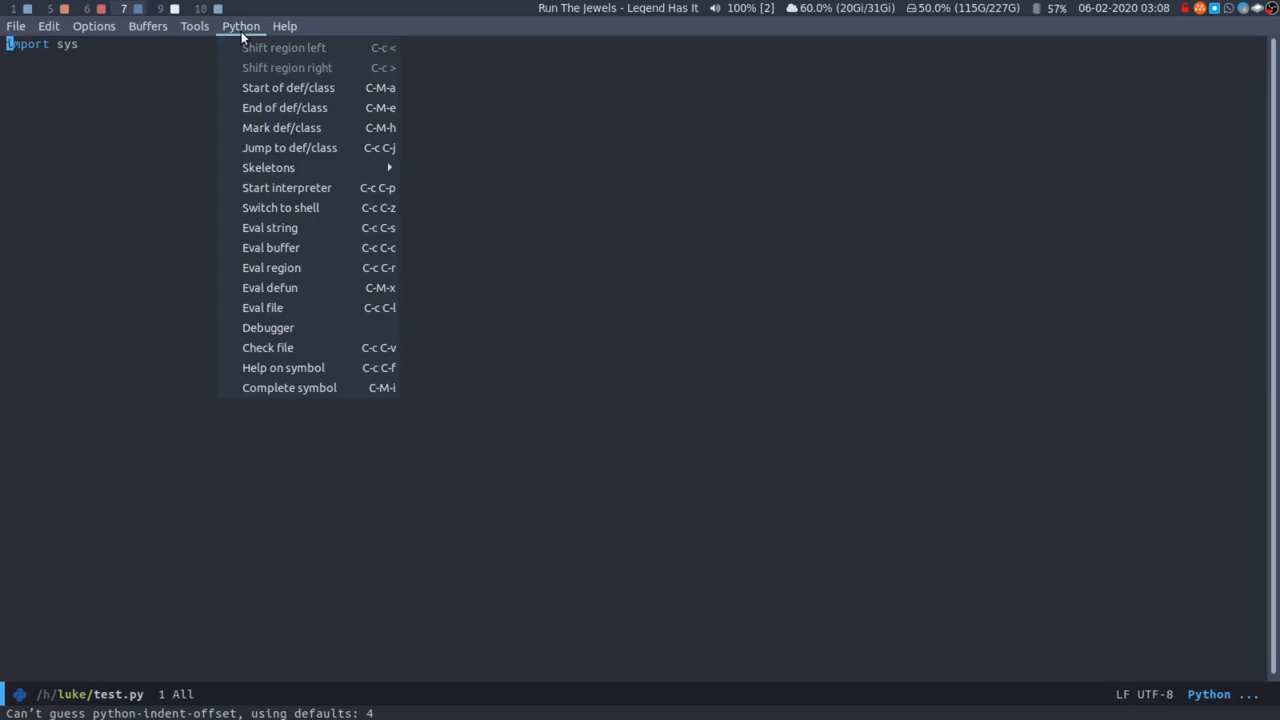 1 5 6 7 9 10 Run The Jewels - Legend Has It 100% [2] 60.0% (20Gi/31Gi) 50.0% (115G/227G) 57% 06-02-2020 03:08
File Edit Options Buffers Tools Python Help
import sys
Shift region left C-c <
Shift region right C-c >
Start of def/class C-M-a
End of def/class C-M-e
Mark def/class C-M-h
Jump to def/class C-c C-j
Skeletons
Start interpreter C-c C-p
Switch to shell C-c C-z
Eval string C-c C-s
Eval buffer C-c C-c
Eval region C-c C-r
Eval defun C-M-x
Eval file C-c C-l
Debugger
Check file C-c C-v
Help on symbol C-c C-f
Complete symbol C-M-i
/h/luke/test.py 1 All LF UTF-8 Python ...
Can’t guess python-indent-offset, using defaults: 4